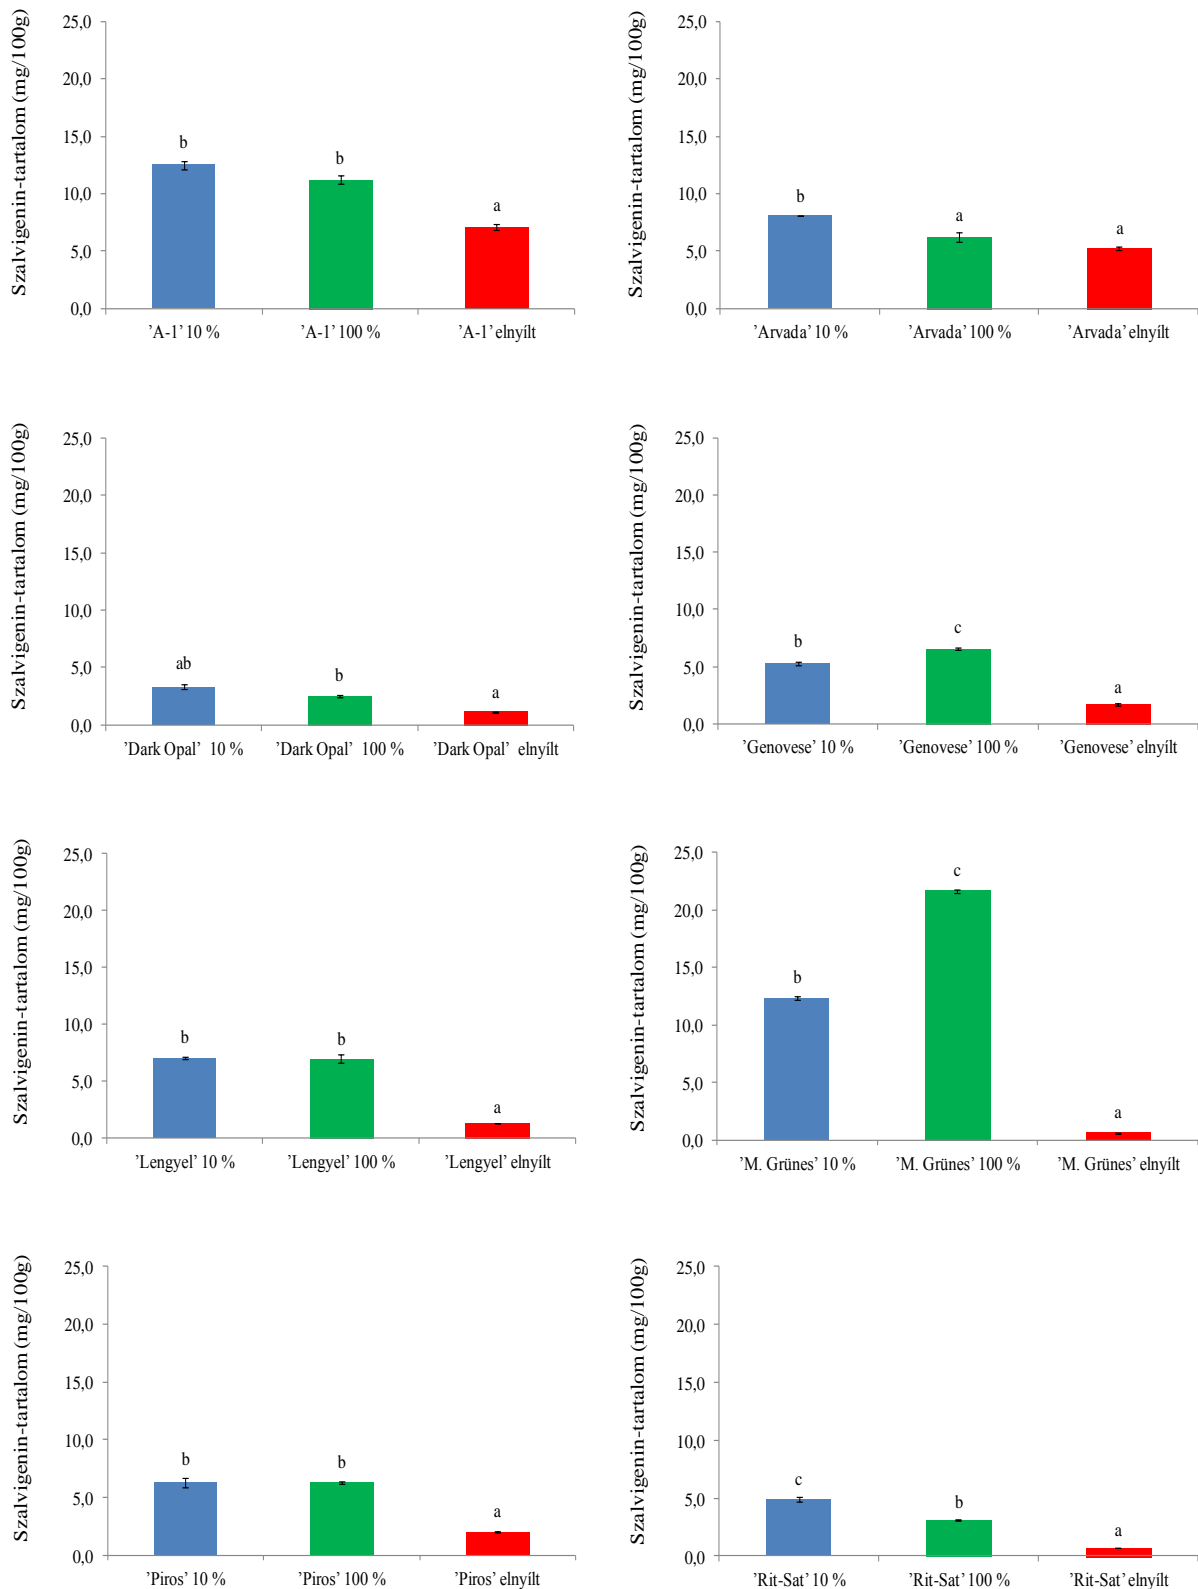 Szalvigenin-tartalom (mg/100g)
25,0
20,0
15,0
10,0
5,0
0,0
b
b
a
’A-1’ 10 %
’A-1’100 %
’A-1’ elnyílt
Szalvigenin-tartalom (mg/100g)
25,0
20,0
15,0
10,0
5,0
0,0
b
a
a
’Arvada’ 10 %
’Arvada’ 100 %
’Arvada’ elnyílt
Szalvigenin-tartalom (mg/100g)
25,0
20,0
15,0
10,0
5,0
0,0
ab
b
a
’Dark Opal’ 10 %
’Dark Opal’ 100 %
’Dark Opal’ elnyílt
Szalvigenin-tartalom (mg/100g)
25,0
20,0
15,0
10,0
5,0
0,0
b
c
a
’Genovese’ 10 %
’Genovese’ 100 %
’Genovese’ elnyílt
Szalvigenin-tartalom (mg/100g)
25,0
20,0
15,0
10,0
5,0
0,0
b
b
a
’Lengyel’ 10 %
’Lengyel’ 100 %
’Lengyel’ elnyílt
Szalvigenin-tartalom (mg/100g)
25,0
20,0
15,0
10,0
5,0
0,0
b
c
a
’M. Grünes’ 10 %
’M. Grünes’ 100 %
’M. Grünes’ elnyílt
Szalvigenin-tartalom (mg/100g)
25,0
20,0
15,0
10,0
5,0
0,0
b
b
a
’Piros’ 10 %
’Piros’ 100 %
’Piros’ elnyílt
Szalvigenin-tartalom (mg/100g)
25,0
20,0
15,0
10,0
5,0
0,0
c
b
a
’Rit-Sat’ 10 %
’Rit-Sat’ 100 %
’Rit-Sat’ elnyílt